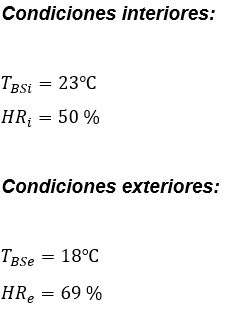 Condiciones interiores:
T_BSi = 23°C
HR_i = 50 %
Condiciones exteriores:
T_BSe = 18°C
HR_e = 69 %